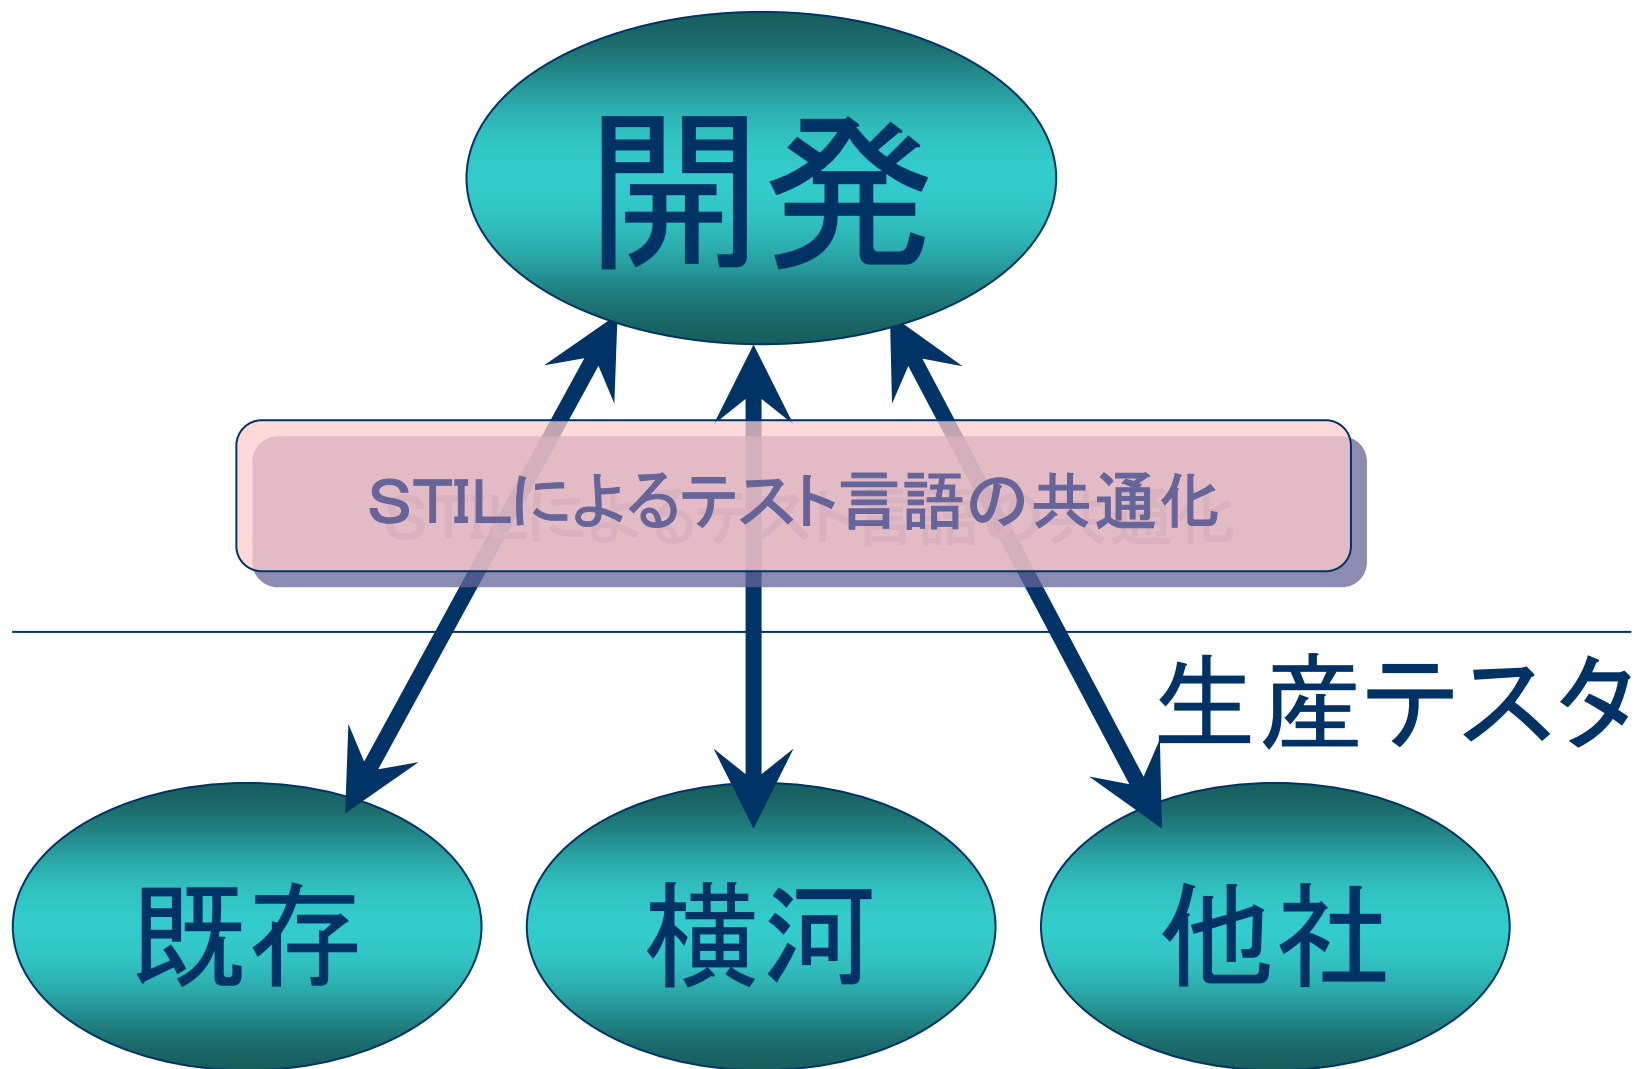 開発
STILによるテスト言語の共通化
生産テスタ
既存
横河
他社